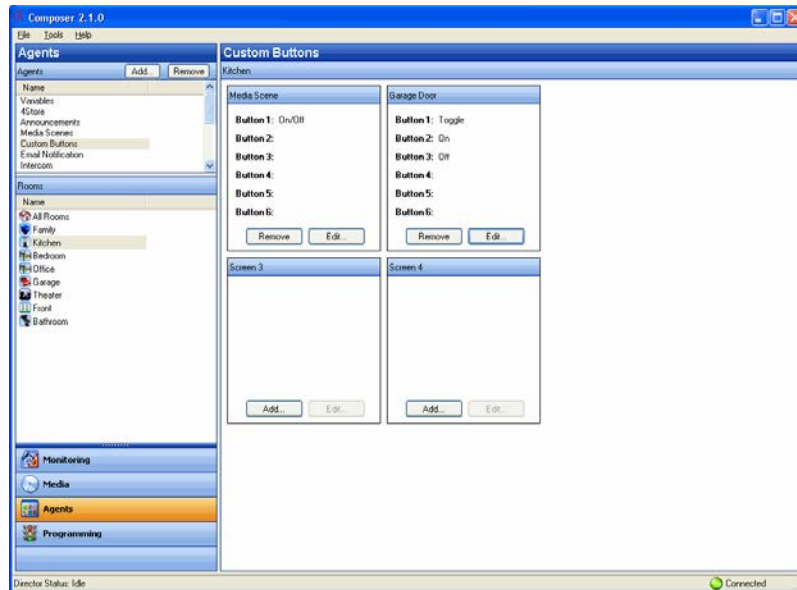 Composer 2.1.0
File Tools Help
Agents
Agents Add... Remove
Name
Variables
4Store
Announcements
Media Scenes
Custom Buttons
Email Notification
Intercom
Rooms
Name
All Rooms
Family
Kitchen
Bedroom
Office
Garage
Theater
Front
Bathroom
Monitoring
Media
Agents
Programming
Custom Buttons
Kitchen
Media Scene
Button 1: On/Off
Button 2:
Button 3:
Button 4:
Button 5:
Button 6:
Remove Edit...
Garage Door
Button 1: Toggle
Button 2: On
Button 3: Off
Button 4:
Button 5:
Button 6:
Remove Edit...
Screen 3
Add... Edit...
Screen 4
Add... Edit...
Director Status: Idle
Connected